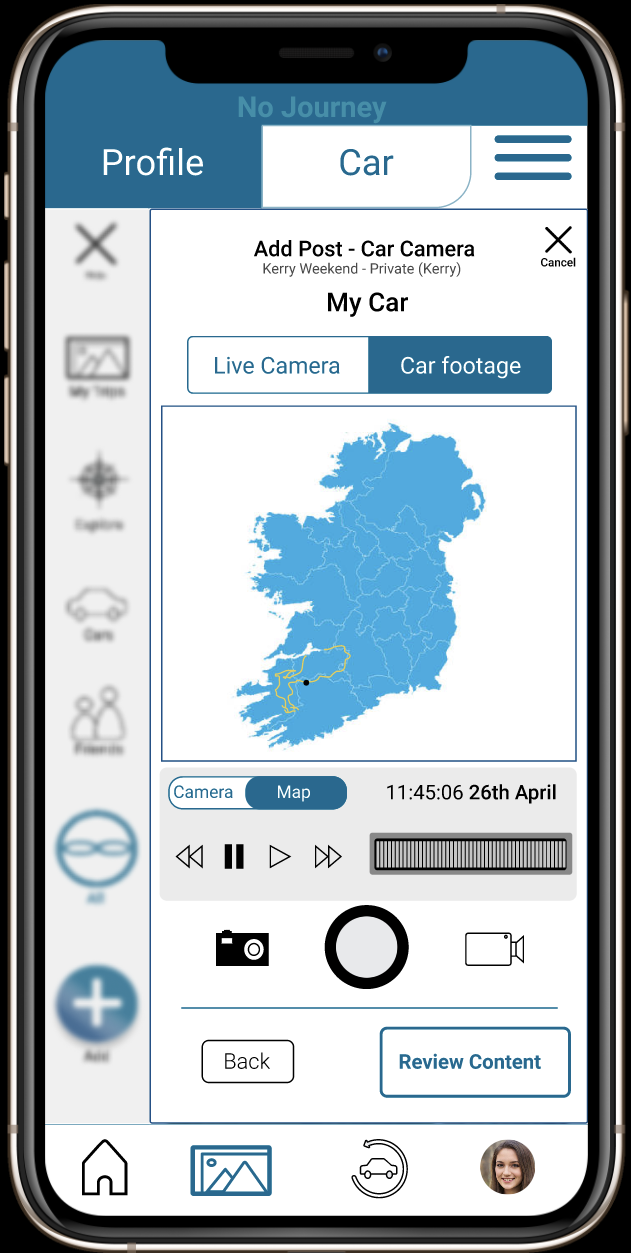 No Journey
Profile
Car
Add Post - Car Camera
Cancel
Kerry Weekend - Private (Kerry)
My Car
Live Camera
Car footage
My Trips
Explore
Cars
Friends
Camera
Map
11:45:06 26th April
All
Add
Back
Review Content